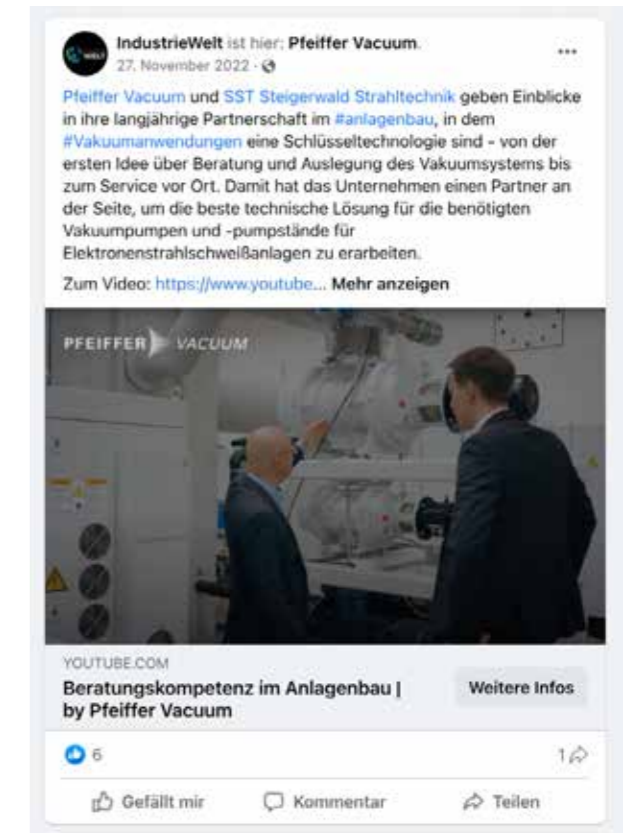 IndustrieWelt ist hier: Pfeiffer Vacuum.
27. November 2022 ·
Pfeiffer Vacuum und SST Steigerwald Strahltechnik geben Einblicke
in ihre langjährige Partnerschaft im #anlagenbau, in dem
#Vakuumanwendungen eine Schlüsseltechnologie sind - von der
ersten Idee über Beratung und Auslegung des Vakuumsystems bis
zum Service vor Ort. Damit hat das Unternehmen einen Partner an
der Seite, um die beste technische Lösung für die benötigten
Vakuumpumpen und -pumpstände für
Elektronenstrahlschweißanlagen zu erarbeiten.
Zum Video: https://www.youtube... Mehr anzeigen
PFEIFFER VACUUM
YOUTUBE.COM
Beratungskompetenz im Anlagenbau |
by Pfeiffer Vacuum
Weitere Infos
6
1
Gefällt mir
Kommentar
Teilen